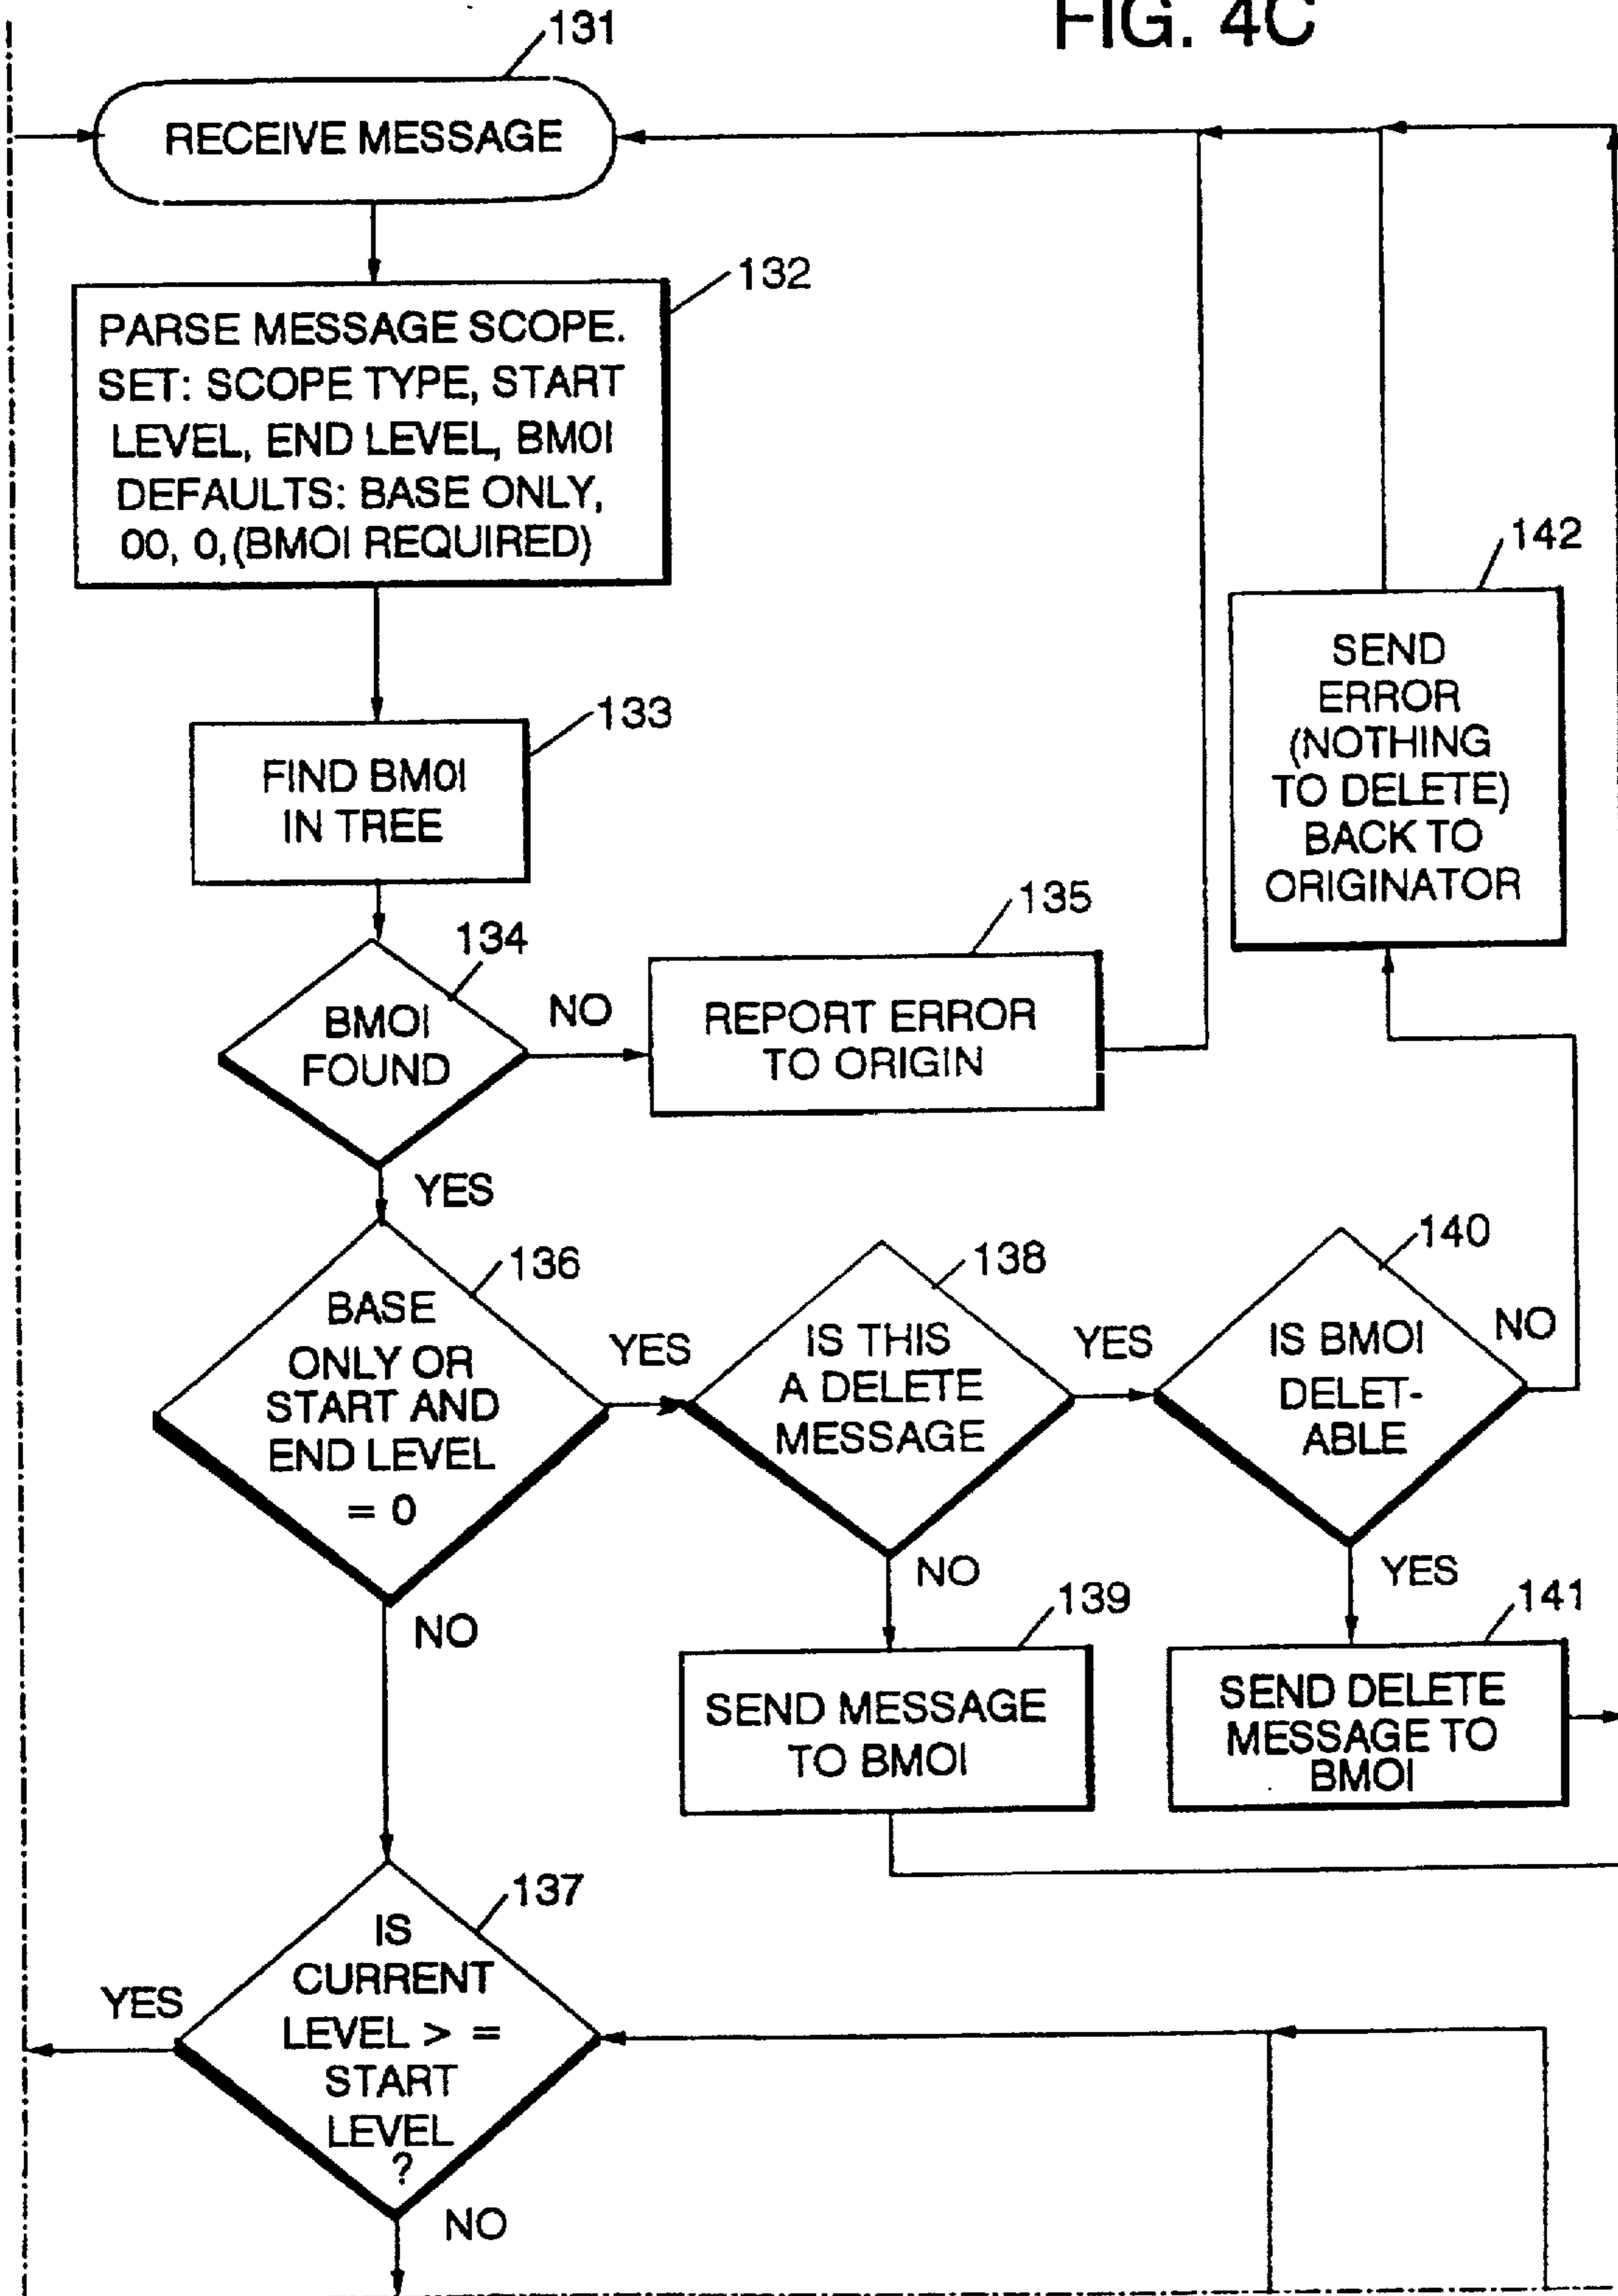 FIG. 4C
131
RECEIVE MESSAGE
132
PARSE MESSAGE SCOPE.
SET: SCOPE TYPE, START
LEVEL, END LEVEL, BM0I
DEFAULTS: BASE ONLY,
00, 0,(BMOI REQUIRED)
142
SEND
ERROR
(NOTHING
TO DELETE)
BACK TO
ORIGINATOR
133
FIND BM0I
IN TREE
134
BMOI
FOUND
NO
135
REPORT ERROR
TO ORIGIN
YES
136
BASE
ONLY OR
START AND
END LEVEL
= 0
YES
138
IS THIS
A DELETE
MESSAGE
YES
140
IS BMOI
DELET-
ABLE
NO
NO
NO
YES
139
SEND MESSAGE
TO BMOI
141
SEND DELETE
MESSAGE TO
BMOI
137
IS
CURRENT
LEVEL > =
START
LEVEL
?
YES
NO